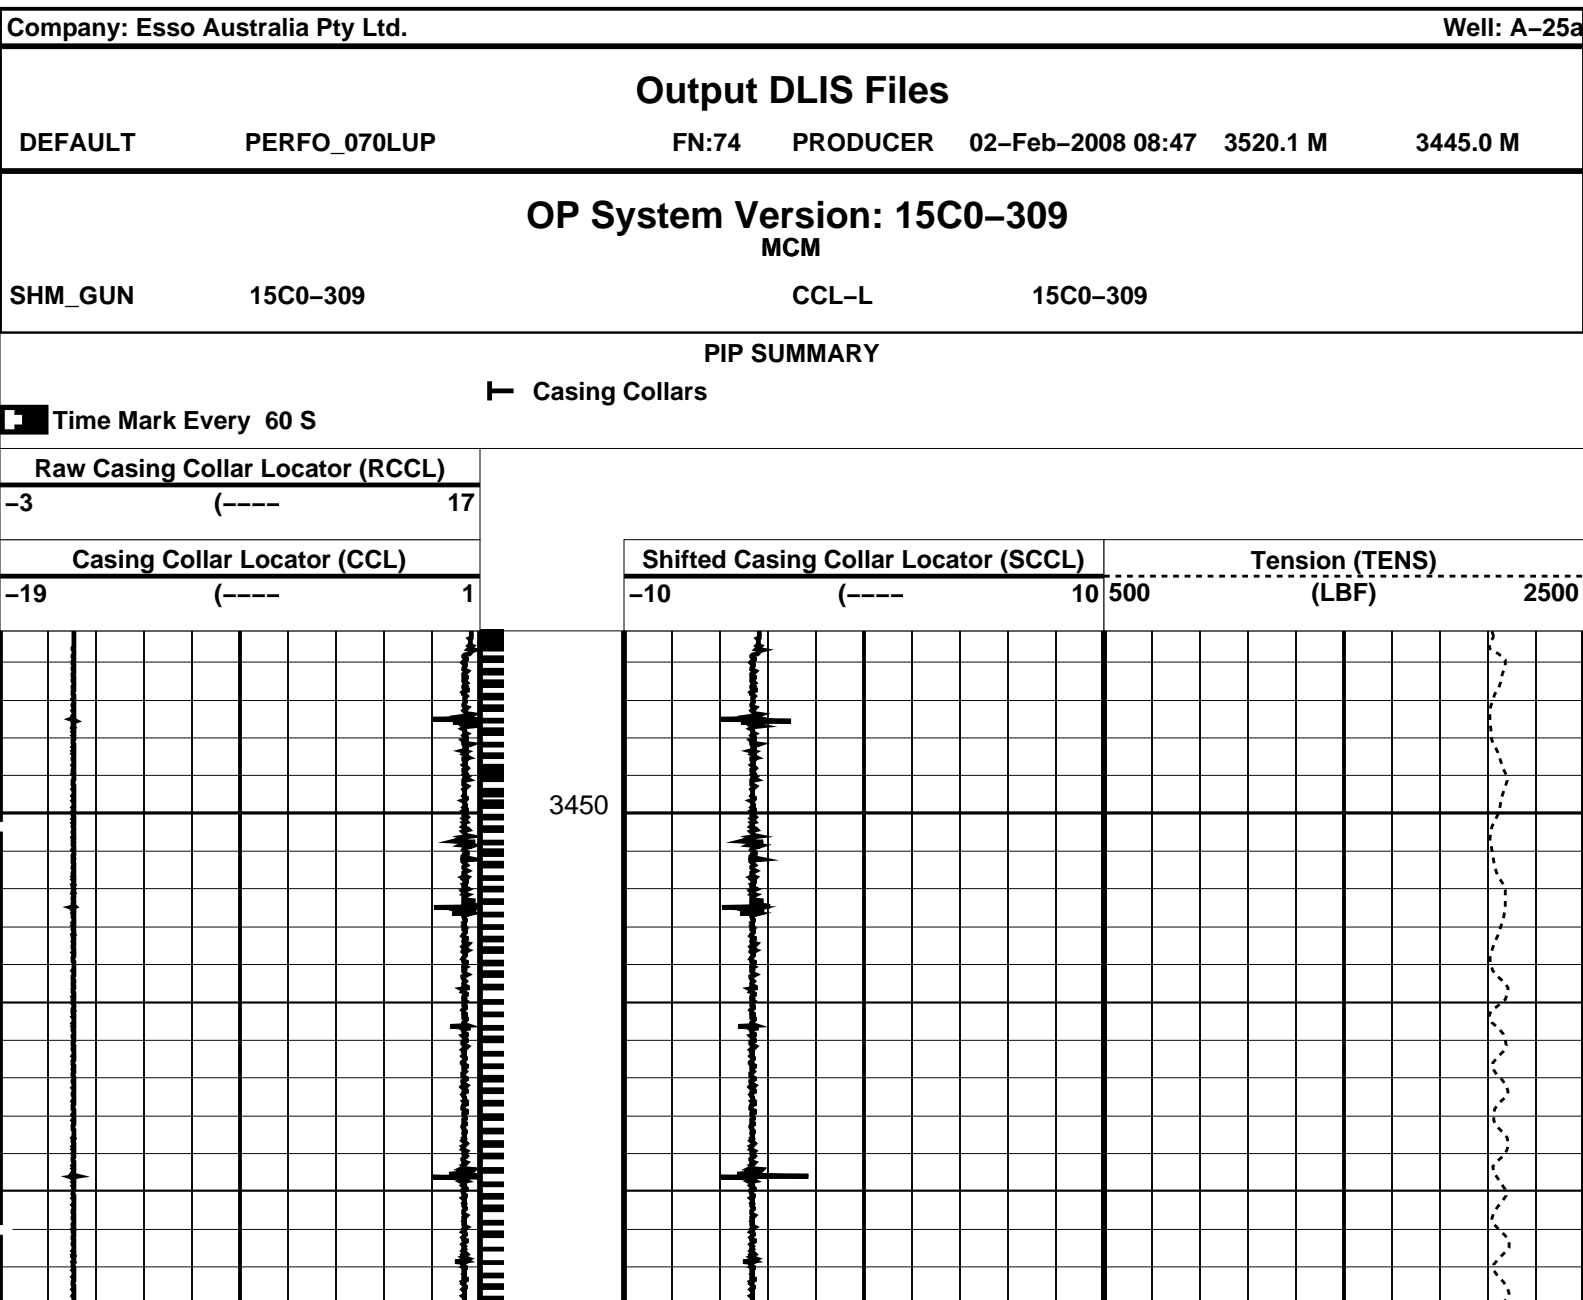 Company: Esso Australia Pty Ltd. Well: A–25a
Output DLIS Files
DEFAULT PERFO_070LUP FN:74 PRODUCER 02–Feb–2008 08:47 3520.1 M 3445.0 M
OP System Version: 15C0–309
MCM
SHM_GUN 15C0–309 CCL–L 15C0–309
PIP SUMMARY
Casing Collars
Time Mark Every 60 S
Raw Casing Collar Locator (RCCL)
–3 (–––– 17
Casing Collar Locator (CCL) Shifted Casing Collar Locator (SCCL) Tension (TENS)
–19 (–––– 1 –10 (–––– 10 500 (LBF) 2500
3450